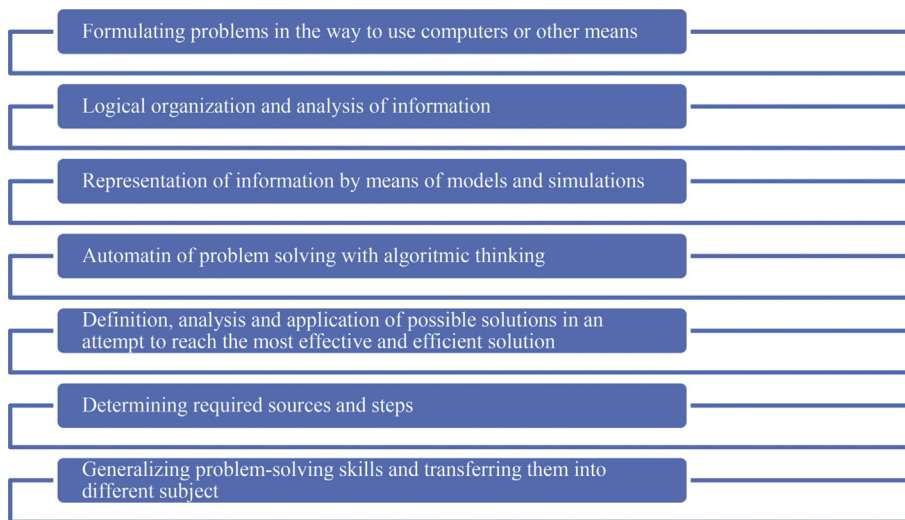 Formulating problems in the way to use computers or other means
Logical organization and analysis of information
Representation of information by means of models and simulations
Automatin of problem solving with algoritmic thinking
Definition, analysis and application of possible solutions in an
attempt to reach the most effective and efficient solution
Determining required sources and steps
Generalizing problem-solving skills and transferring them into
different subject